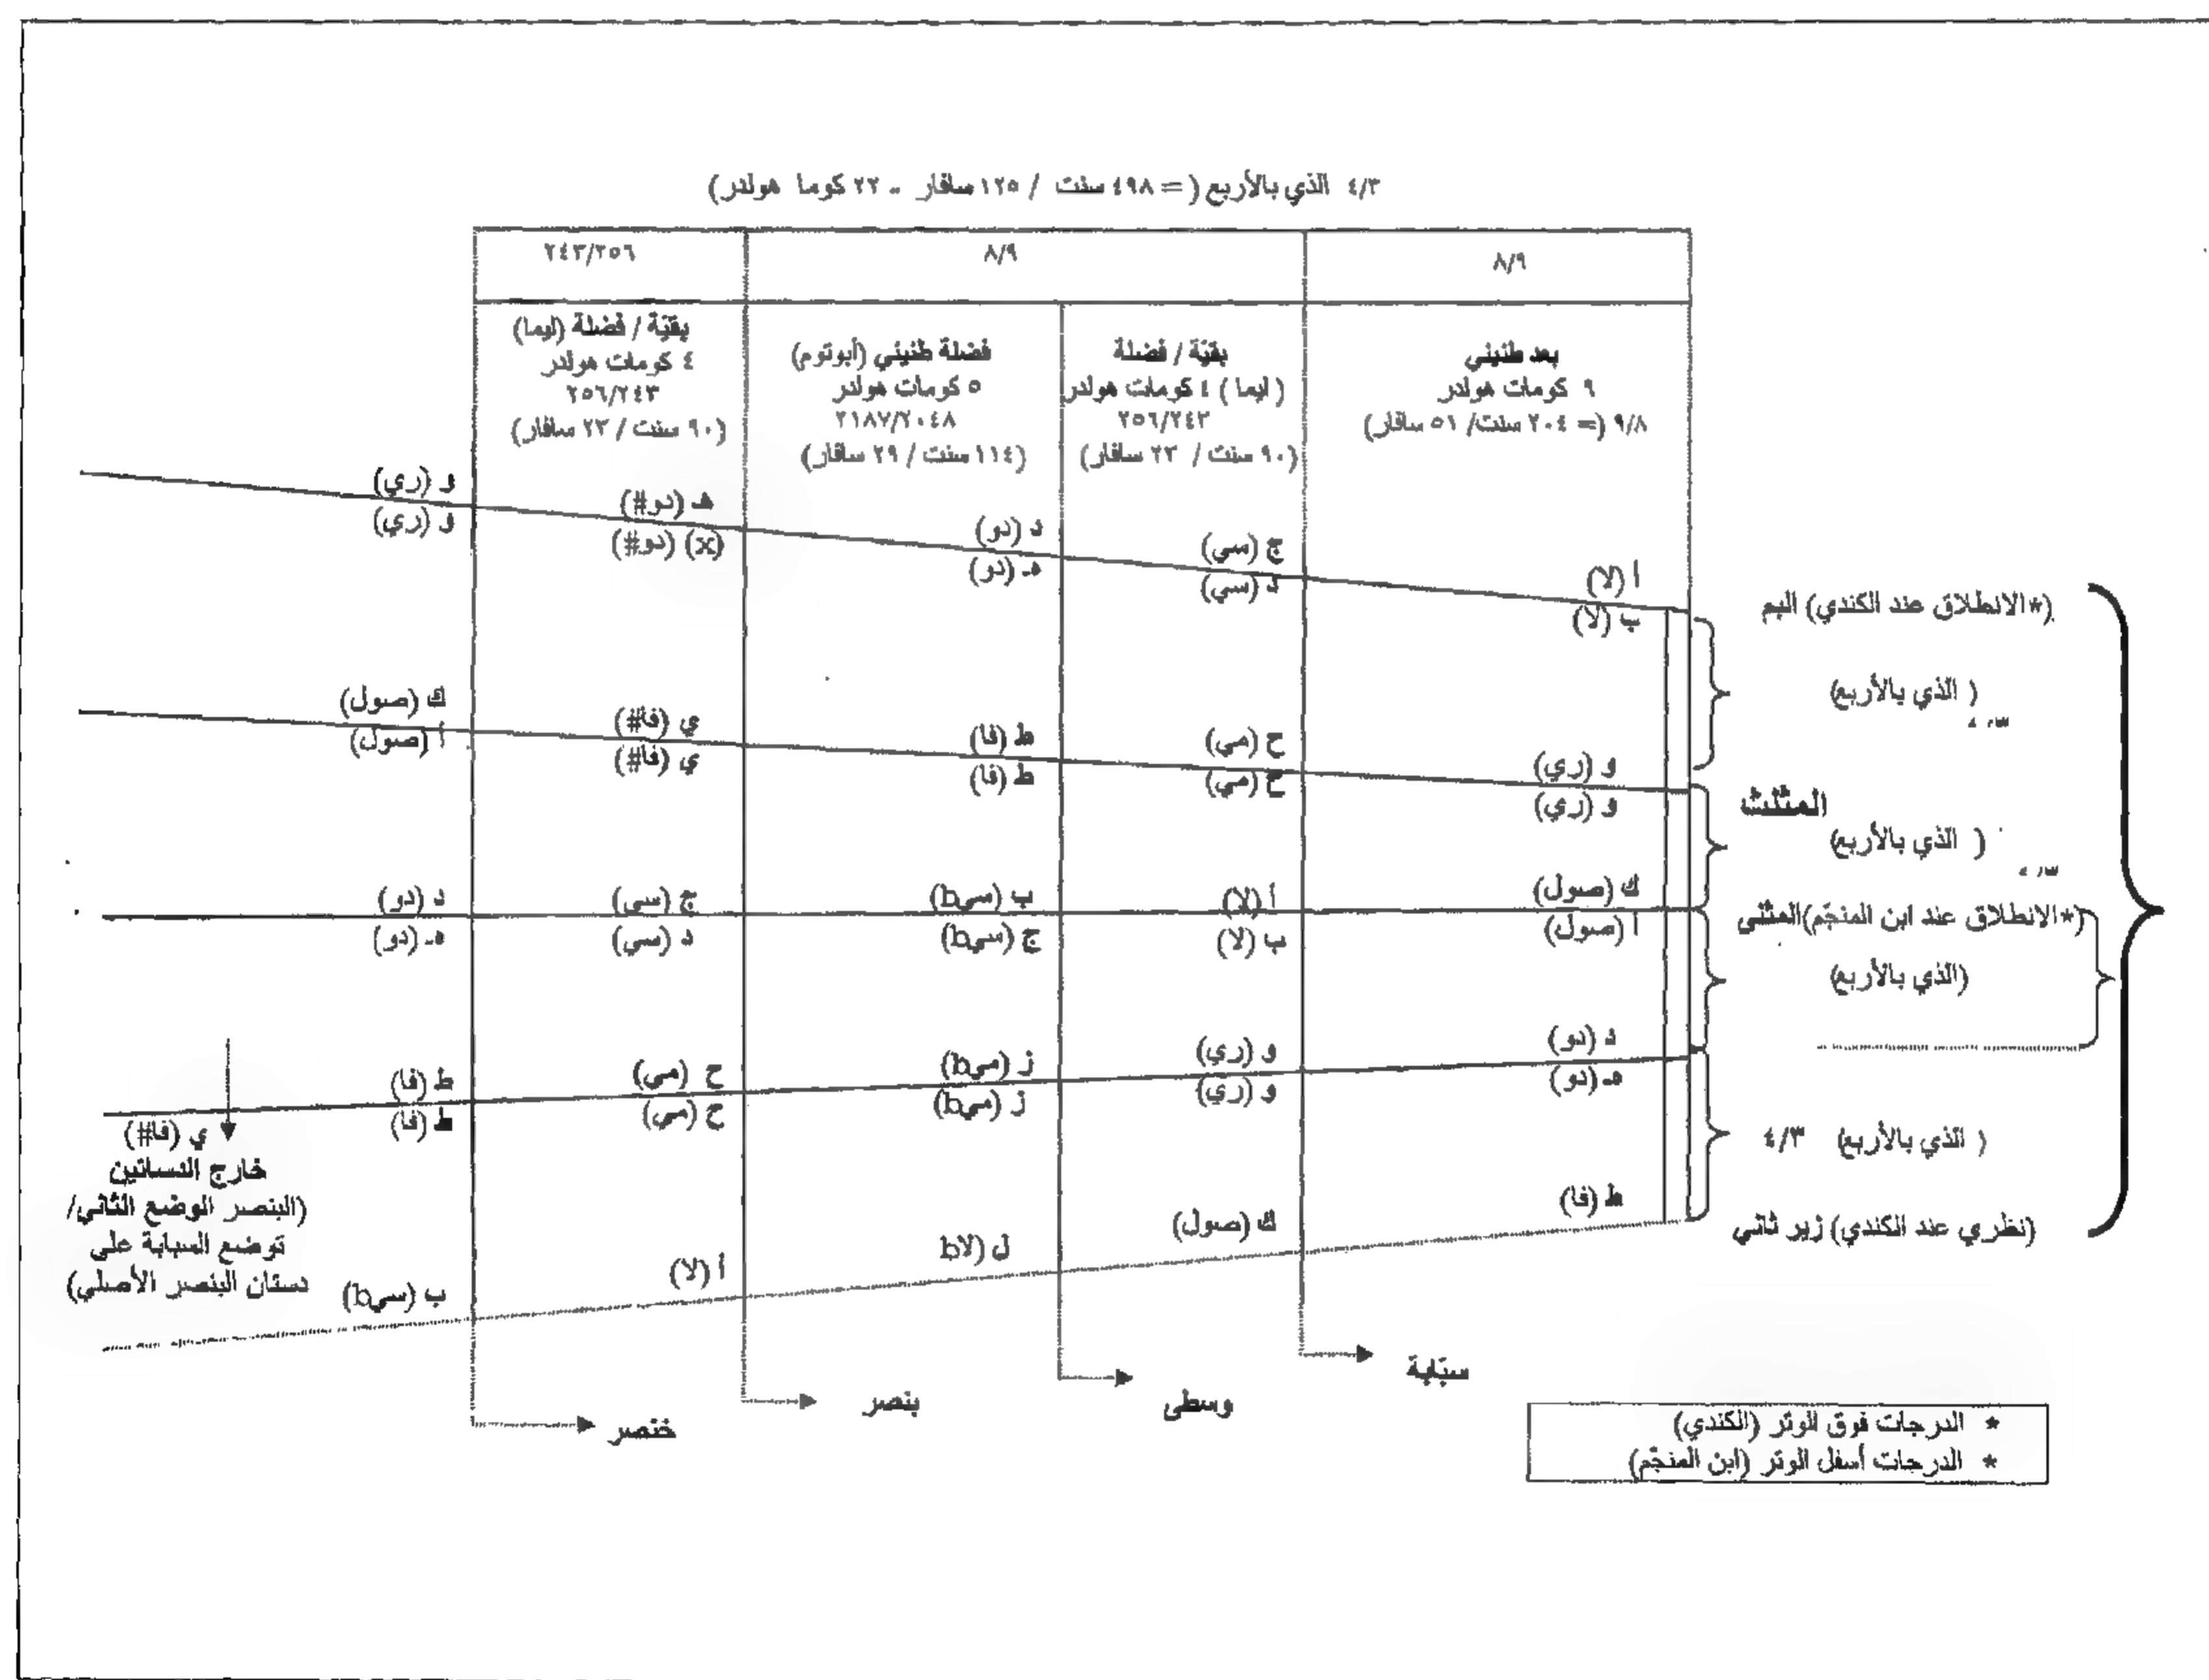 ٤/٣ الذي بالأربع (= ٤٩٨ سنت / ١٢٥ سافار - ٢٢ كوما هولدر)
٨/٩
٨/٩
٢٤٣/٢٥٦
بعد طنيني
٩ كومات هولدر
٩/٨ (= ٢٠٤ سنت/ ٥١ سافار)
بقيّة / فضلة
(ليما) ٤ كومات هولدر
٢٥٦/٢٤٣
(٩٠ سنت / ٢٣ سافار)
فضلة طنيني (أبوتوم)
٥ كومات هولدر
٢١٨٧/٢٠٤٨
(١١٤ سنت / ٢٩ سافار)
بقيّة / فضلة (ليما)
٤ كومات هولدر
٢٥٦/٢٤٣
(٩٠ سنت / ٢٣ سافار)
(*الانطلاق عند الكندي) البم
أ (لا)
ج (سي)
د (دو)
هـ (دو#)
و (ري)
ب (لا)
د (سي)
هـ (دو)
(x) (دو#)
و (ري)
( الذي بالأربع)
المثلث
و (ري)
ح (مي)
ط (فا)
ي (فا#)
ك (صول)
و (ري)
ح (مي)
ط (فا)
ي (فا#)
أ (صول)
( الذي بالأربع)
(*الانطلاق عند ابن المنجّم) المثنى
ك (صول)
أ (لا)
ب (سيb)
ج (سي)
د (دو)
أ (صول)
ب (لا)
ج (سيb)
د (سي)
هـ (دو)
(الذي بالأربع)
د (دو)
و (ري)
ز (ميb)
ح (مي)
ط (فا)
هـ (دو)
و (ري)
ز (ميb)
ح (مي)
ط (فا)
ي (فا#)
خارج الدساتين
(البنصر الوضع الثاني/
توضع السبابة على
دستان البنصر الأصلي)
( الذي بالأربع) ٤/٣
(نظري عند الكندي) زير ثاني
ط (فا)
ك (صول)
ل (لاb
أ (لا)
ب (سيb)
سبّابة
وسطى
بنصر
خنصر
* الدرجات فوق الوتر (الكندي)
* الدرجات أسفل الوتر (ابن المنجّم)